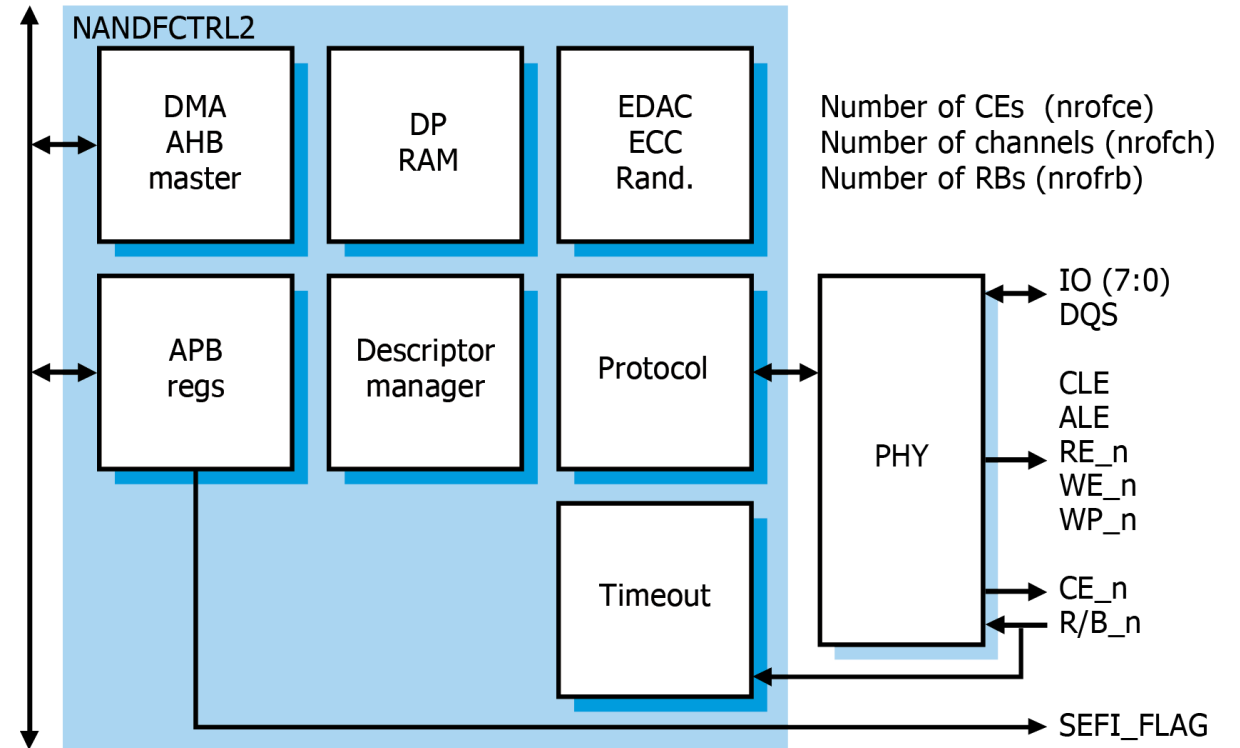 NANDFCTRL2
DMA
AHB
master
DP
RAM
EDAC
ECC
Rand.
Number of CEs (nrofce)
Number of channels (nrofch)
Number of RBs (nrofrb)
APB
regs
Descriptor
manager
Protocol
PHY
IO (7:0)
DQS
CLE
ALE
RE_n
WE_n
WP_n
Timeout
CE_n
R/B_n
SEFI_FLAG